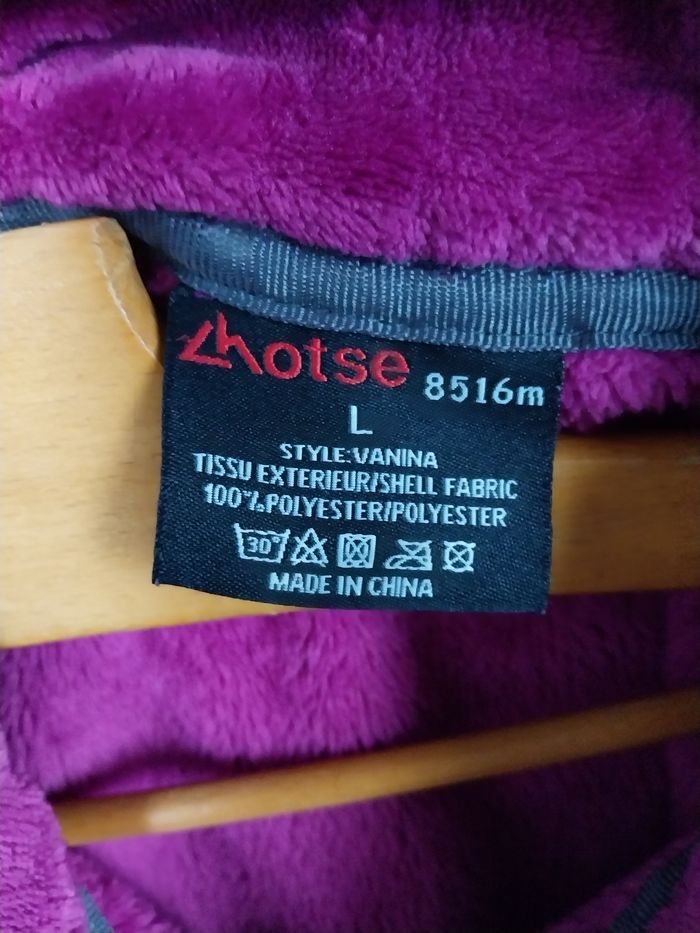 Lhotse 8516m
L
STYLE:VANINA
TISSU EXTERIEUR/SHELL FABRIC
100%POLYESTER/POLYESTER
30°
MADE IN CHINA